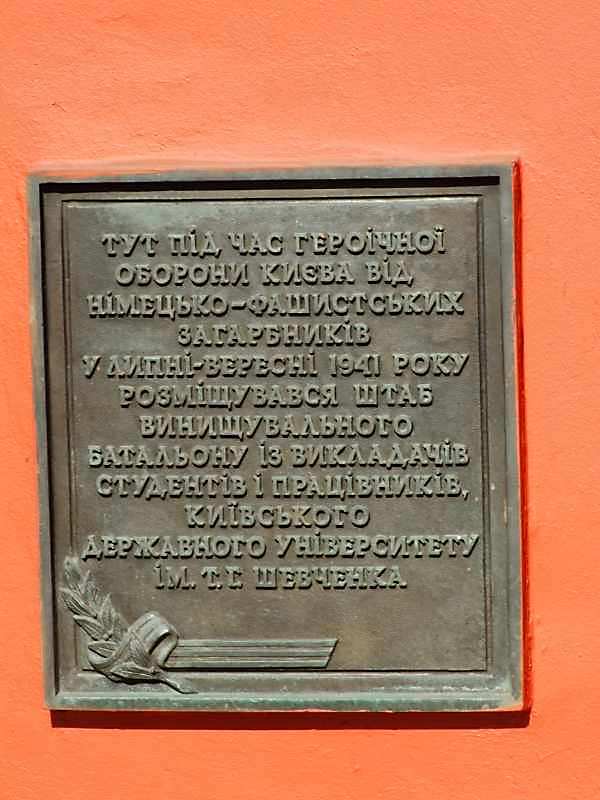 ТУТ ПІД ЧАС ГЕРОЇЧНОЇ
ОБОРОНИ КИЄВА ВІД
НІМЕЦЬКО-ФАШИСТСЬКИХ
ЗАГАРБНИКІВ
У ЛИПНІ-ВЕРЕСНІ 1941 РОКУ
РОЗМІЩУВАВСЯ ШТАБ
ВИНИЩУВАЛЬНОГО
БАТАЛЬОНУ ІЗ ВИКЛАДАЧІВ
СТУДЕНТІВ І ПРАЦІВНИКІВ,
КИЇВСЬКОГО
ДЕРЖАВНОГО УНІВЕРСИТЕТУ
ІМ. Т.Г. ШЕВЧЕНКА